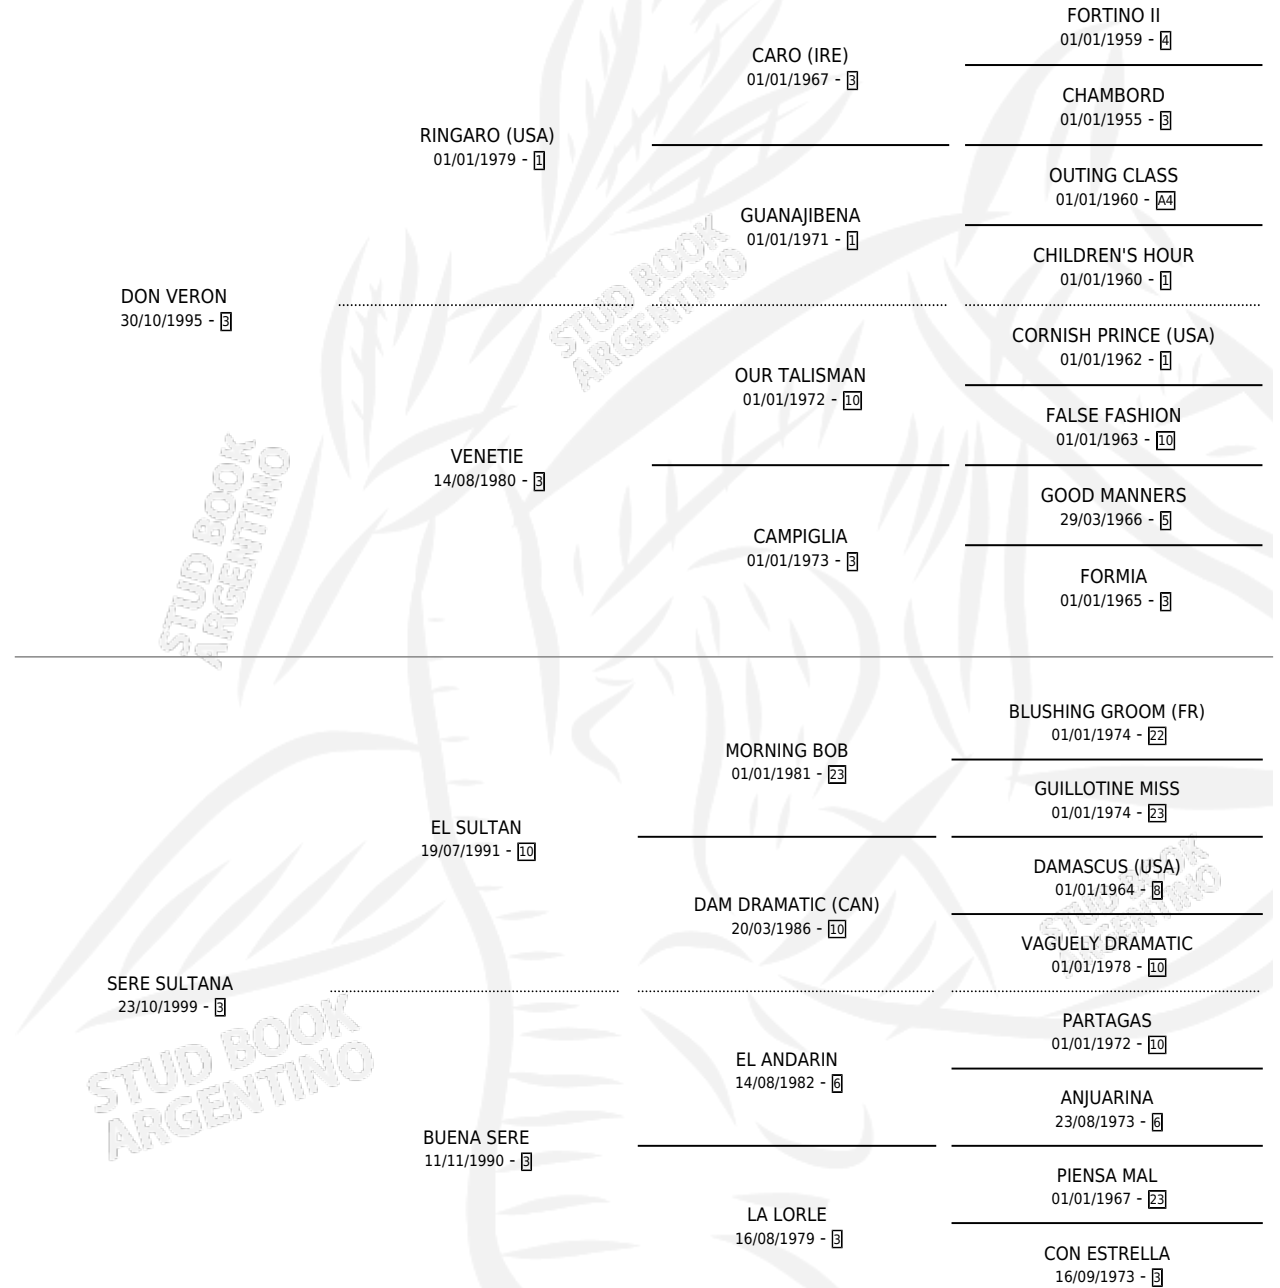 FORTINO II
01/01/1959 - 4
CARO (IRE)
01/01/1967 - 3
CHAMBORD
01/01/1955 - 3
RINGARO (USA)
01/01/1979 - 1
OUTING CLASS
01/01/1960 - A4
GUANAJIBENA
01/01/1971 - 1
CHILDREN'S HOUR
01/01/1960 - 1
DON VERON
30/10/1995 - 3
STUD BOOK
ARGENTINO
CORNISH PRINCE (USA)
01/01/1962 - 1
OUR TALISMAN
01/01/1972 - 10
FALSE FASHION
01/01/1963 - 10
VENETIE
14/08/1980 - 3
GOOD MANNERS
29/03/1966 - 5
CAMPIGLIA
01/01/1973 - 3
FORMIA
01/01/1965 - 3
STUD BOOK
ARGENTINO
BLUSHING GROOM (FR)
01/01/1974 - 22
MORNING BOB
01/01/1981 - 23
GUILLOTINE MISS
01/01/1974 - 23
EL SULTAN
19/07/1991 - 10
DAMASCUS (USA)
01/01/1964 - 8
DAM DRAMATIC (CAN)
20/03/1986 - 10
STUD BOOK
ARGENTINO
VAGUELY DRAMATIC
01/01/1978 - 10
SERE SULTANA
23/10/1999 - 3
PARTAGAS
01/01/1972 - 10
EL ANDARIN
14/08/1982 - 6
STUD BOOK
ARGENTINO
ANJUARINA
23/08/1973 - 6
BUENA SERE
11/11/1990 - 3
PIENSA MAL
01/01/1967 - 23
LA LORLE
16/08/1979 - 3
CON ESTRELLA
16/09/1973 - 3